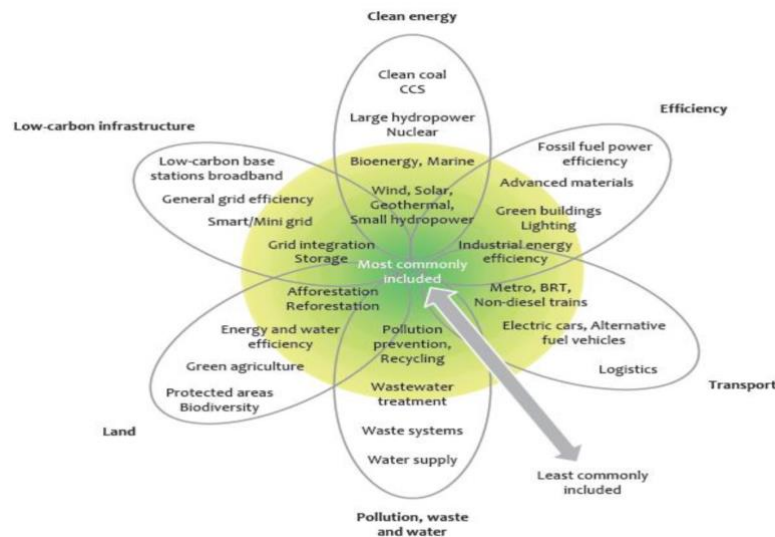 Clean energy
Clean coal
CCS
Large hydropower
Nuclear
Bioenergy, Marine
Wind, Solar,
Geothermal,
Small hydropower
Efficiency
Fossil fuel power
efficiency
Advanced materials
Green buildings
Lighting
Industrial energy
efficiency
Low-carbon infrastructure
Low-carbon base
stations broadband
General grid efficiency
Smart/Mini grid
Grid integration
Storage
Most commonly
included
Afforestation
Reforestation
Energy and water
efficiency
Green agriculture
Protected areas
Biodiversity
Land
Pollution
prevention,
Recycling
Wastewater
treatment
Waste systems
Water supply
Pollution, waste
and water
Metro, BRT,
Non-diesel trains
Electric cars, Alternative
fuel vehicles
Logistics
Transport
Least commonly
included